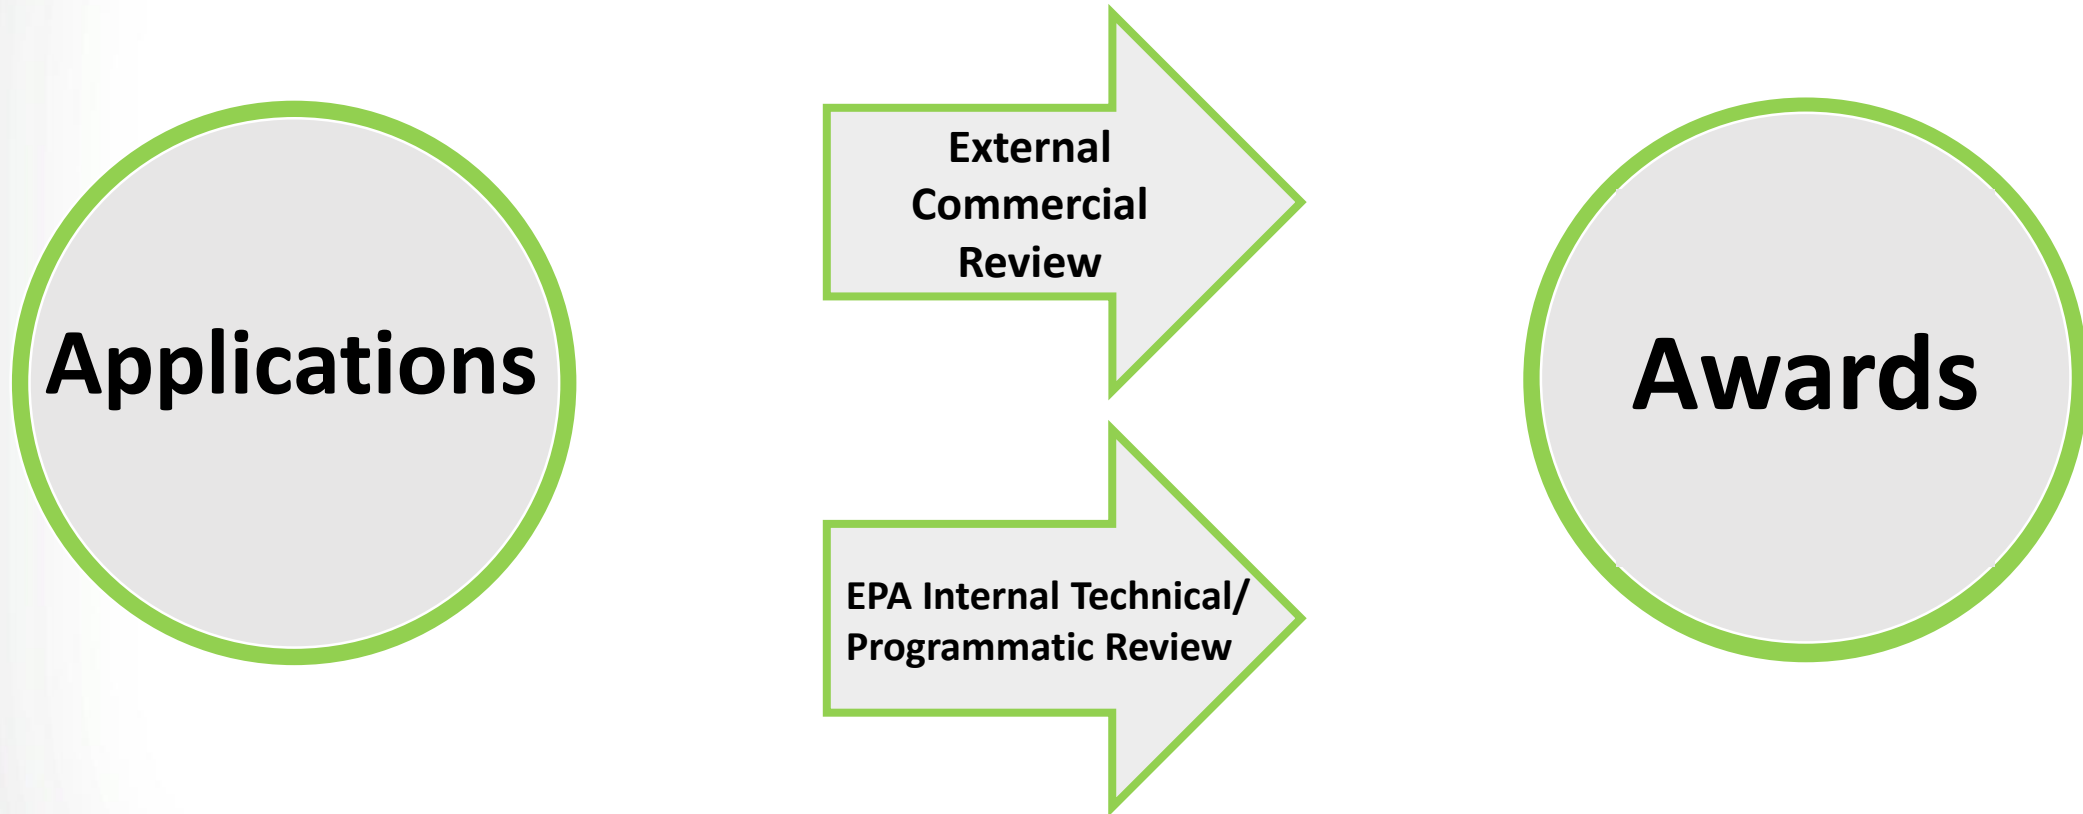 Applications
External
Commercial
Review
EPA Internal Technical/
Programmatic Review
Awards